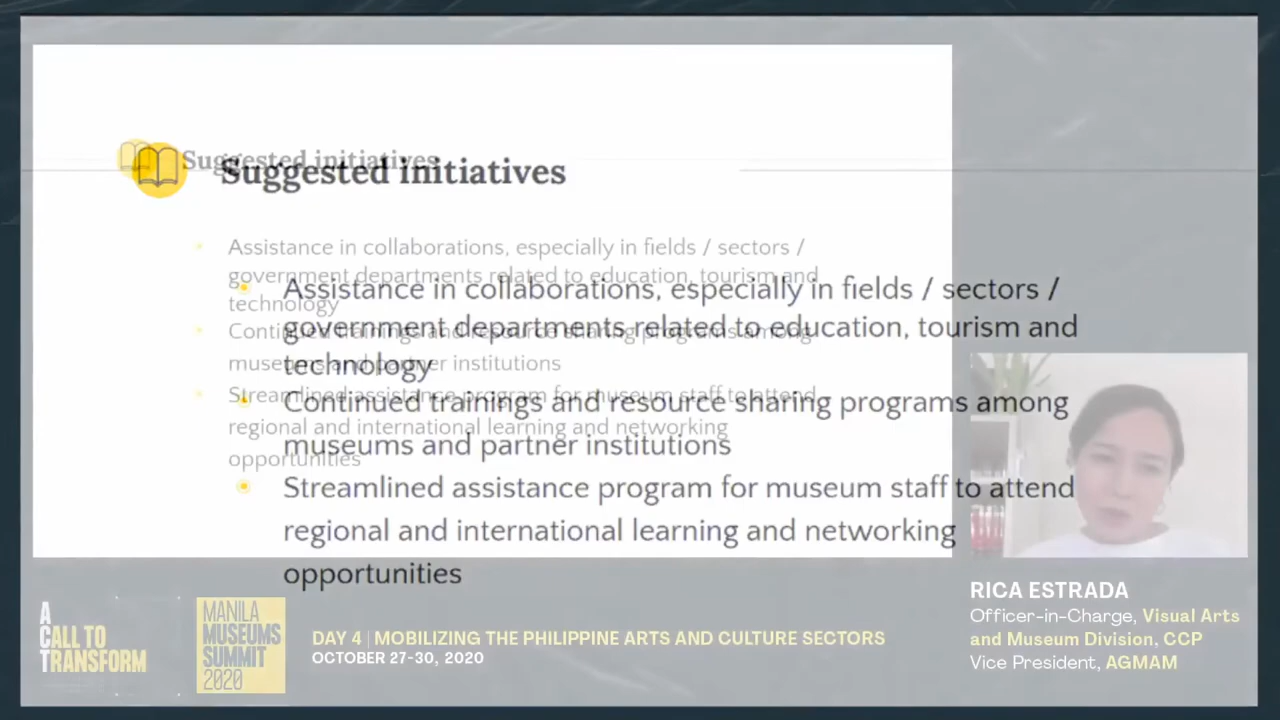 Suggested initiatives
Suggested initiatives
Assistance in collaborations, especially in fields / sectors /
government departments related to education, tourism and
technology
Continued trainings and resource sharing programs among
museums and partner institutions
Streamlined assistance program for museum staff to attend
regional and international learning and networking
opportunities
Assistance in collaborations, especially in fields / sectors /
government departments related to education, tourism and
technology
Continued trainings and resource sharing programs among
museums and partner institutions
Streamlined assistance program for museum staff to attend
regional and international learning and networking
opportunities
RICA ESTRADA
Officer-in-Charge, Visual Arts
and Museum Division, CCP
Vice President, AGMAM
A
CALL TO
TRANSFORM
MANILA
MUSEUMS
SUMMIT
2020
DAY 4 | MOBILIZING THE PHILIPPINE ARTS AND CULTURE SECTORS
OCTOBER 27-30, 2020